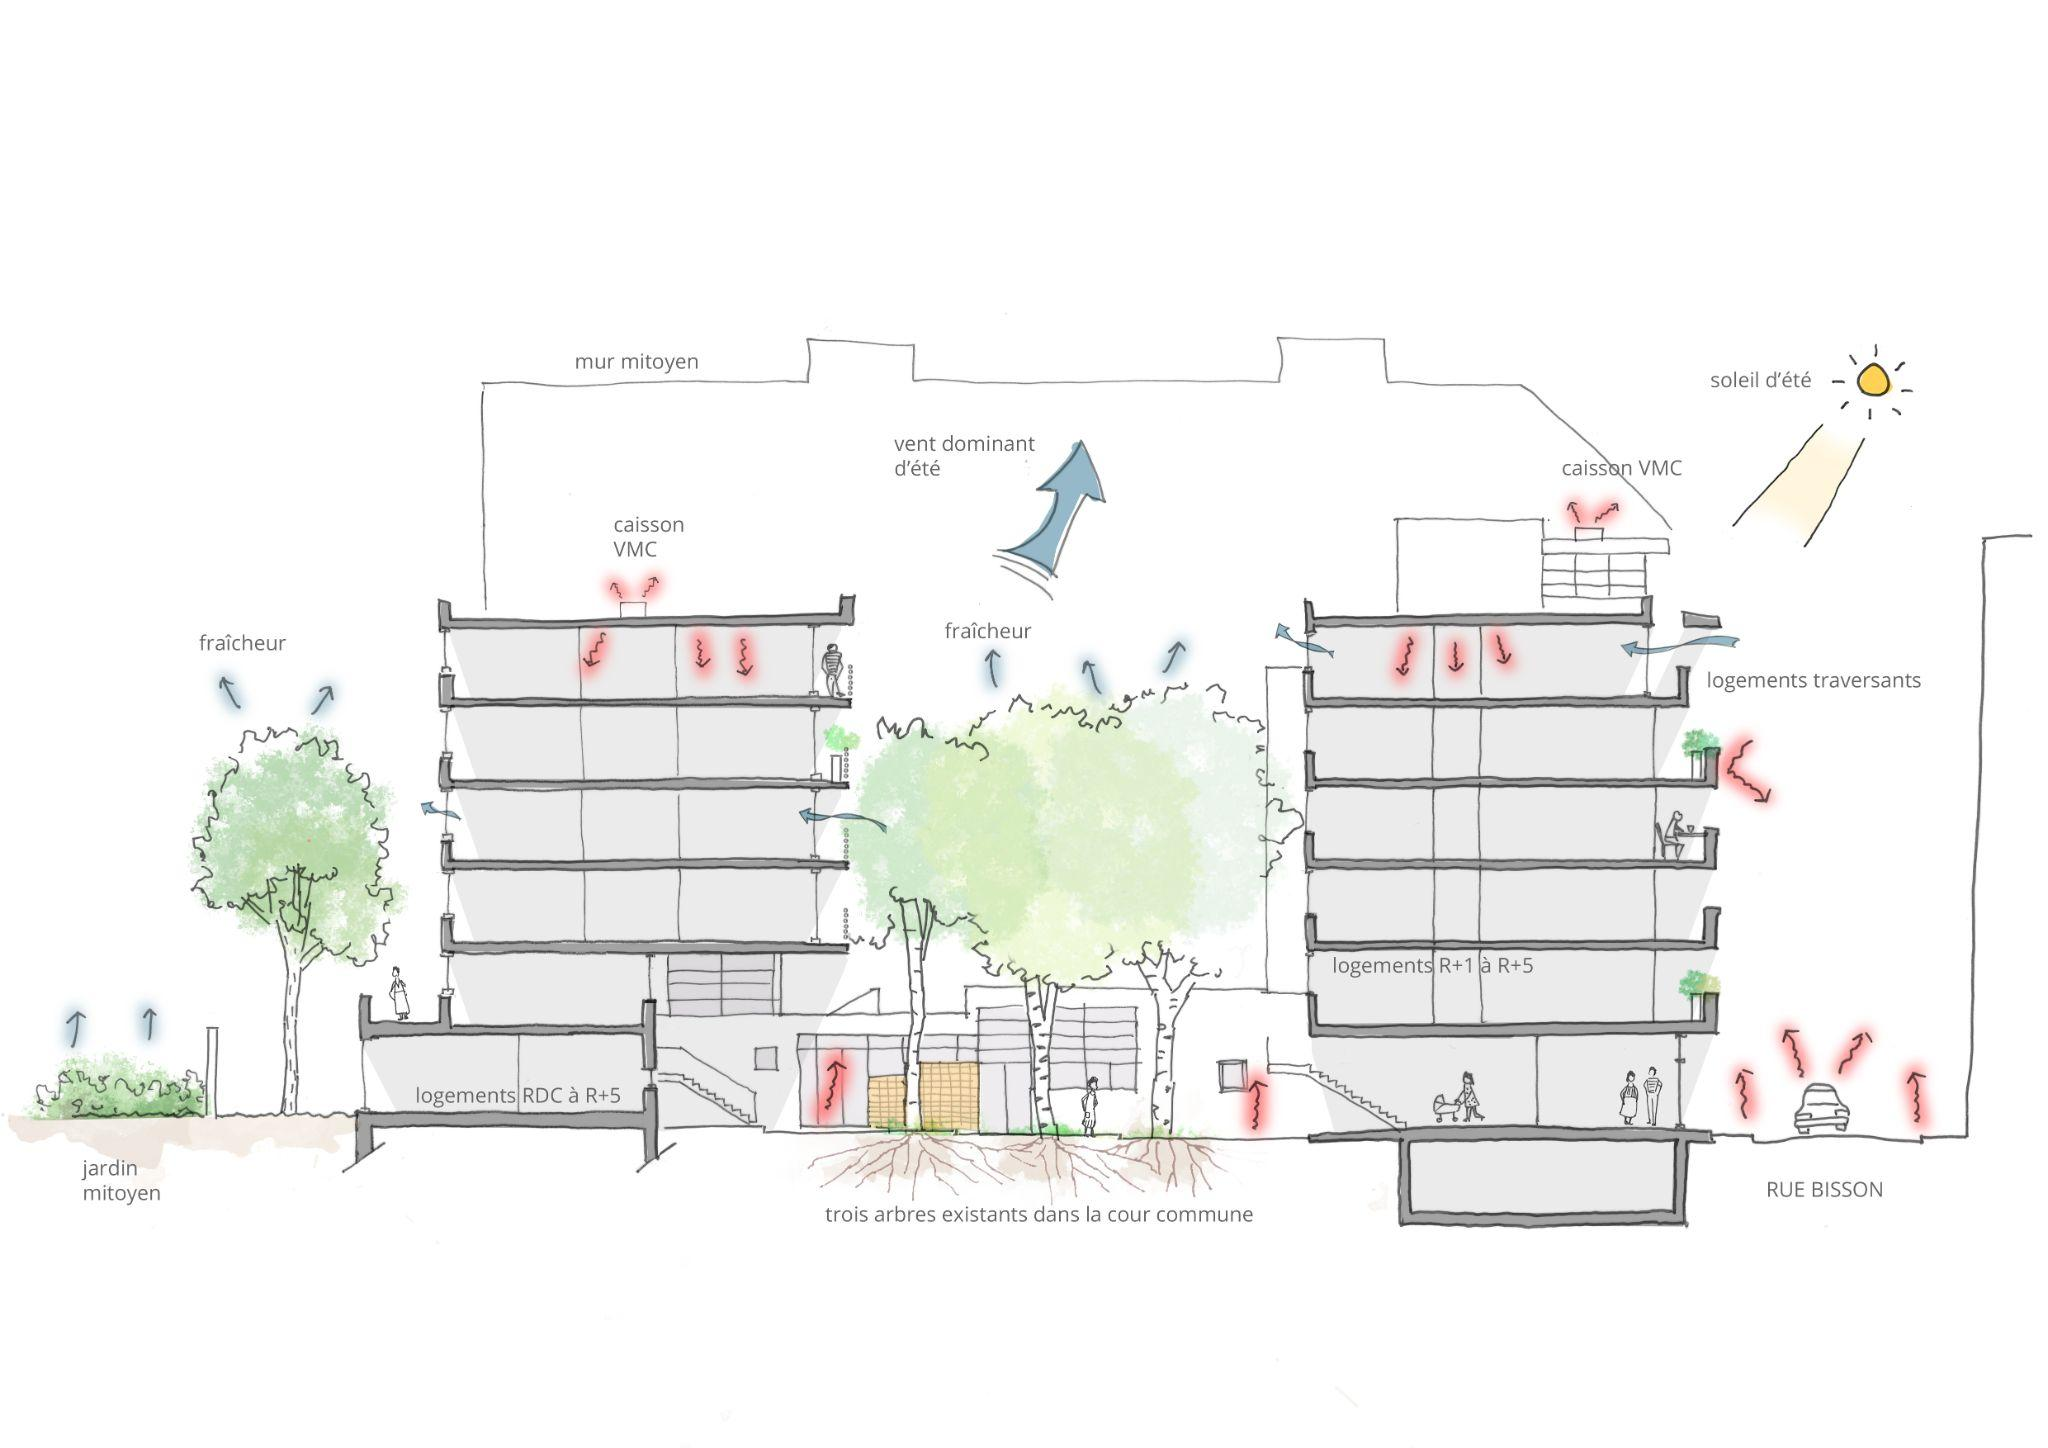 mur mitoyen
soleil d'été
vent dominant
d'été
caisson VMC
caisson
VMC
fraîcheur
fraîcheur
logements traversants
logements R+1 à R+5
logements RDC à R+5
jardin
mitoyen
RUE BISSON
trois arbres existants dans la cour commune